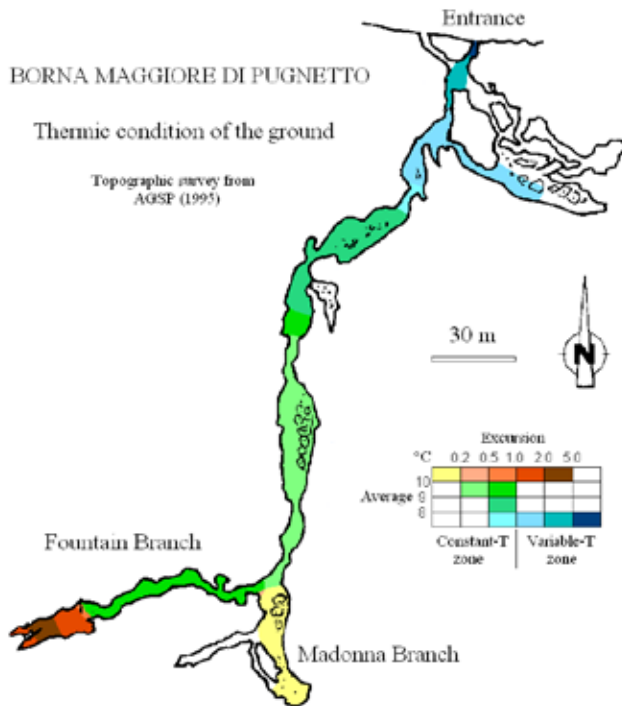 Entrance
BORNA MAGGIORE DI PUGNETTO
Thermic condition of the ground
Topographic survey from
AGSP (1995)
30 m
N
Excursion
°C 0.2 0.5 1.0 2.0 5.0
10
Average 9
8
Constant-T Variable-T
zone zone
Fountain Branch
Madonna Branch